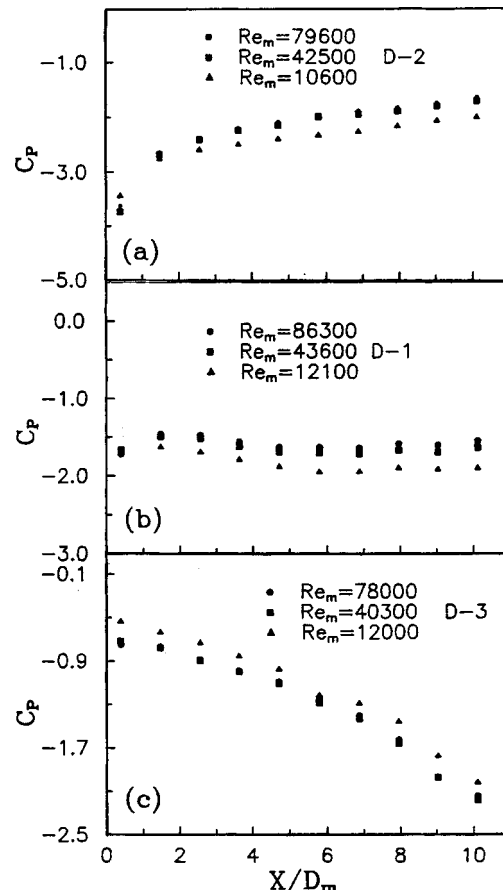 -1.0
-3.0
-5.0
C_P
Re_m=79600
Re_m=42500 D-2
Re_m=10600
(a)
0.0
-1.0
-2.0
-3.0
C_P
Re_m=86300
Re_m=43600 D-1
Re_m=12100
(b)
-0.1
-0.9
-1.7
-2.5
C_P
Re_m=78000
Re_m=40300 D-3
Re_m=12000
(c)
0 2 4 6 8 10
X/D_m